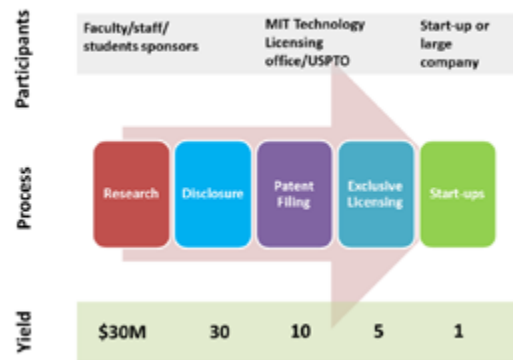 Participants
Faculty/staff/
students sponsors
MIT Technology
Licensing
office/USPTO
Start-up or
large
company
Process
Research
Disclosure
Patent
Filing
Exclusive
Licensing
Start-ups
Yield
$30M
30
10
5
1